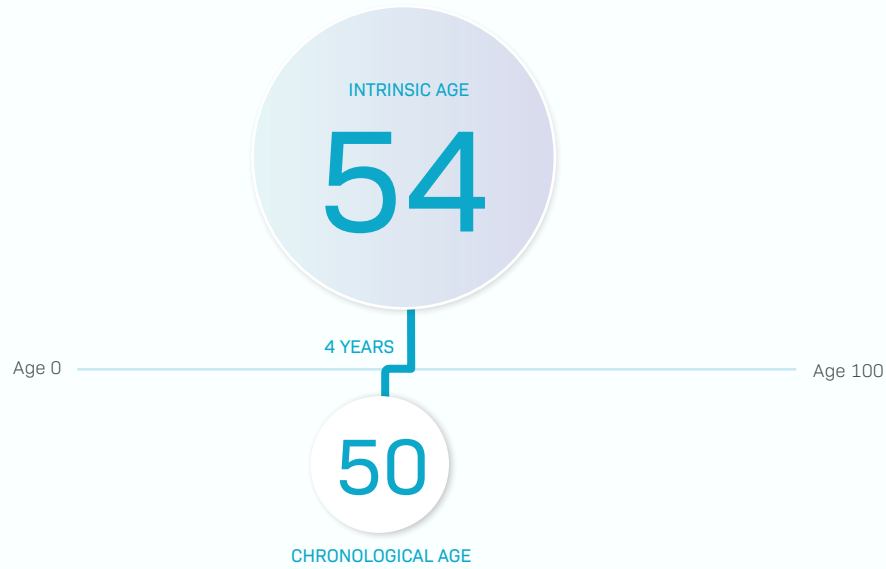 INTRINSIC AGE
54
4 YEARS
Age 0
Age 100
50
CHRONOLOGICAL AGE